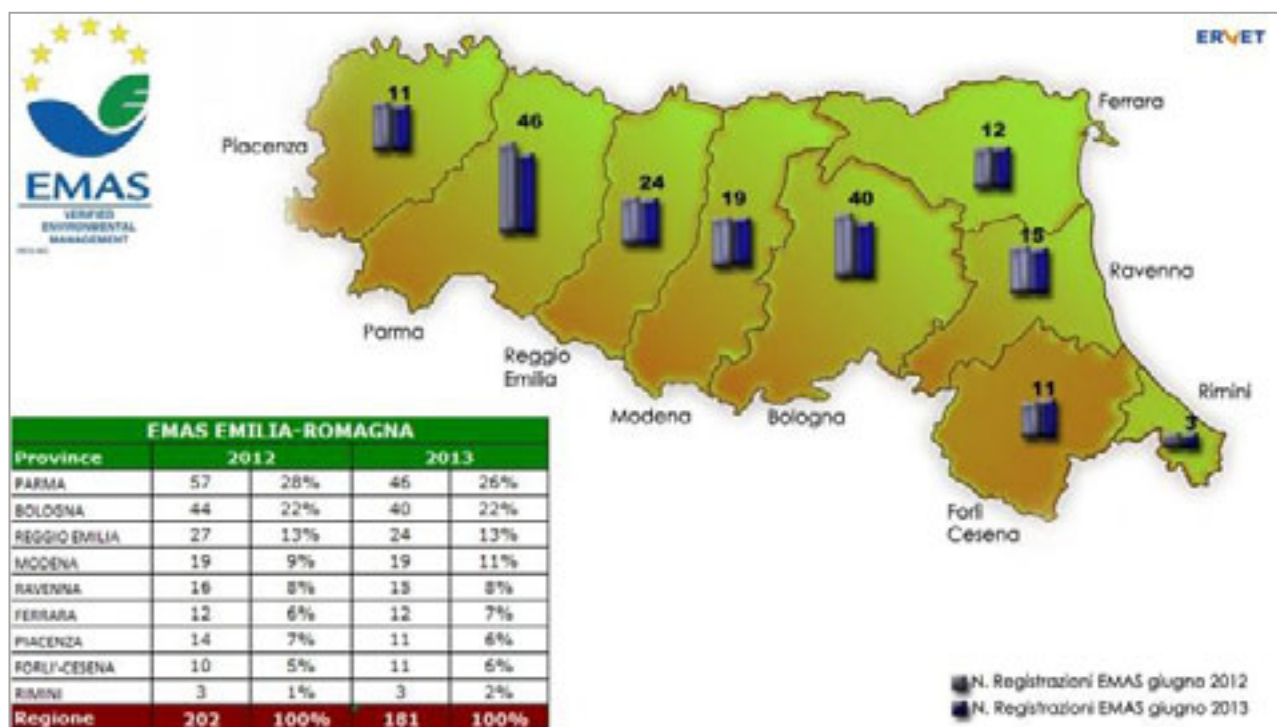 EMAS
VERIFIED
ENVIRONMENTAL
MANAGEMENT
ERVET
Piacenza
11
Parma
46
Reggio
Emilia
24
Modena
19
Bologna
40
Ferrara
12
Ravenna
15
Forlì
Cesena
11
Rimini
3
EMAS EMILIA-ROMAGNA
Province 2012 2013
PARMA 57 28% 46 26%
BOLOGNA 44 22% 40 22%
REGGIO EMILIA 27 13% 24 13%
MODENA 19 9% 19 11%
RAVENNA 16 8% 15 8%
FERRARA 12 6% 12 7%
PIACENZA 14 7% 11 6%
FORLI'-CESENA 10 5% 11 6%
RIMINI 3 1% 3 2%
Regione 202 100% 181 100%
N. Registrazioni EMAS giugno 2012
N. Registrazioni EMAS giugno 2013